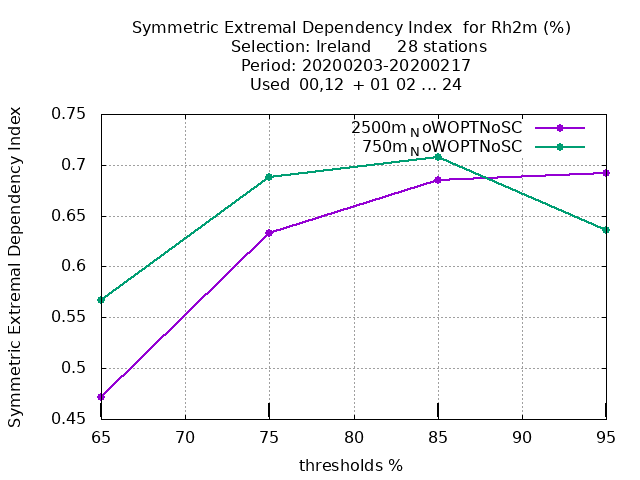 Symmetric Extremal Dependency Index for Rh2m (%)
Selection: Ireland 28 stations
Period: 20200203-20200217
Used 00,12 + 01 02 ... 24
Symmetric Extremal Dependency Index
0.75
0.7
0.65
0.6
0.55
0.5
0.45
2500mNoWOPTNoSC
750mNoWOPTNoSC
65 70 75 80 85 90 95
thresholds %